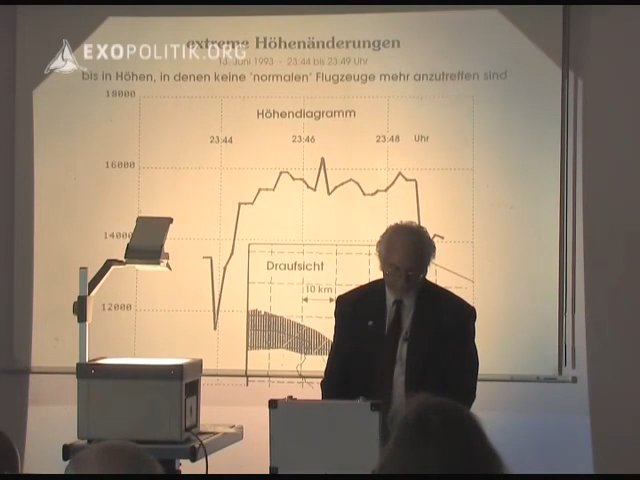 EXOPOLITIK.ORG
extreme Höhenänderungen
13. Juni 1993 - 23:44 bis 23:49 Uhr
bis in Höhen, in denen keine 'normalen' Flugzeuge mehr anzutreffen sind
18000
Höhendiagramm
23:44 23:46 23:48 Uhr
16000
14000
Draufsicht
10 km
12000